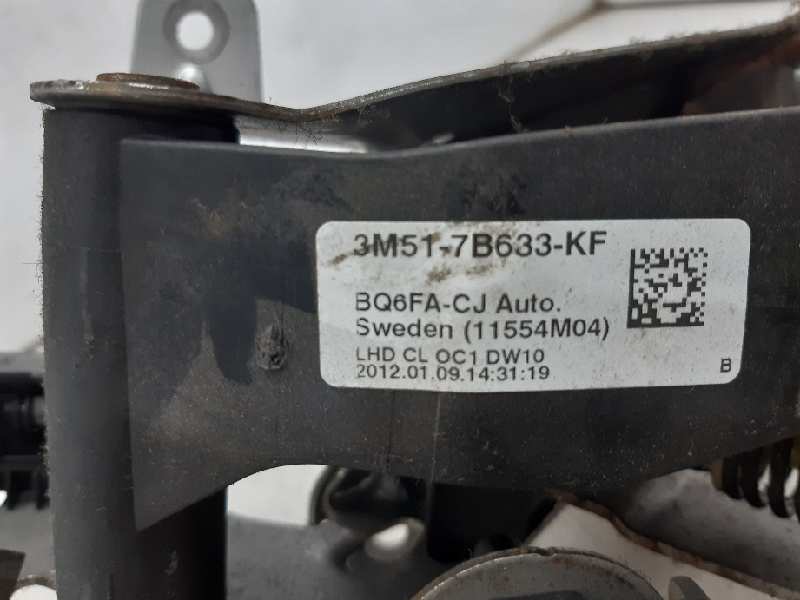 3M51-7B633-KF
BQ6FA-CJ Auto.
Sweden (11554M04)
LHD CL OC1 DW10
2012.01.09.14:31:19
B